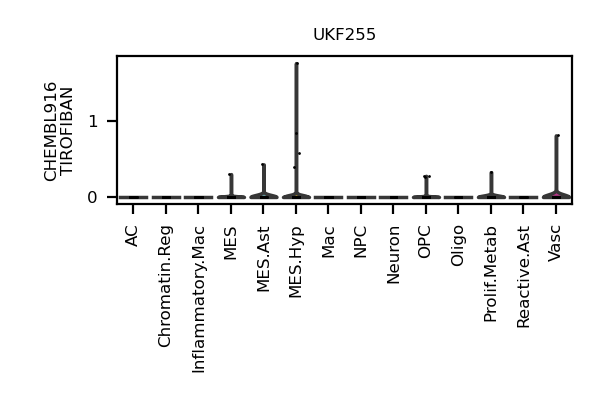 UKF255
CHEMBL916
TIROFIBAN
1
0
AC
Chromatin.Reg
Inflammatory.Mac
MES
MES.Ast
MES.Hyp
Mac
NPC
Neuron
OPC
Oligo
Prolif.Metab
Reactive.Ast
Vasc